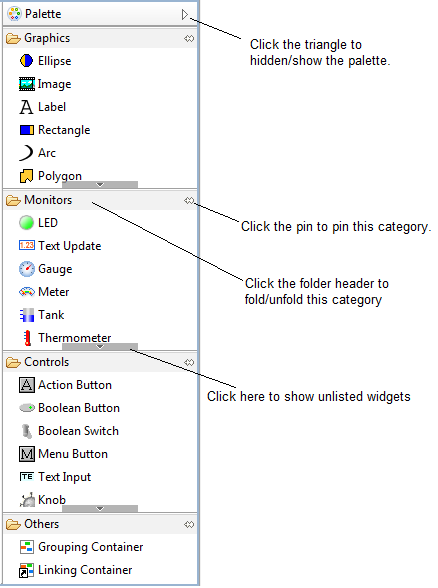 Palette
Click the triangle to
hidden/show the palette.
Graphics
Ellipse
Image
Label
Rectangle
Arc
Polygon
Monitors
LED
Click the pin to pin this category.
1.23 Text Update
Gauge
Click the folder header to
fold/unfold this category
Meter
Tank
Thermometer
Controls
A Action Button
Click here to show unlisted widgets
Boolean Button
Boolean Switch
M Menu Button
TE Text Input
Knob
Others
Grouping Container
Linking Container